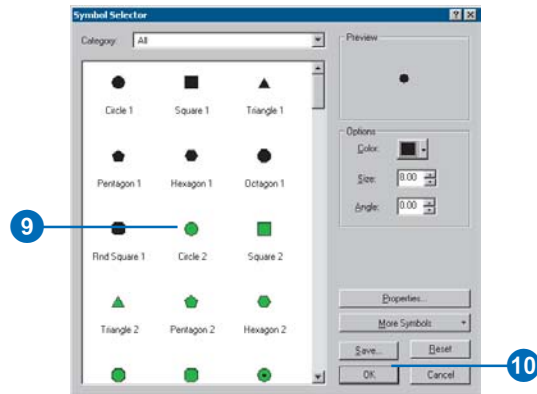 Symbol Selector
Category: All
Preview
Circle 1 Square 1 Triangle 1
Options
Color:
Pentagon 1 Hexagon 1 Octagon 1
Size: 8.00
Angle: 0.00
9
Rnd Square 1 Circle 2 Square 2
Properties...
Triangle 2 Pentagon 2 Hexagon 2
More Symbols
Save... Reset
10
OK Cancel